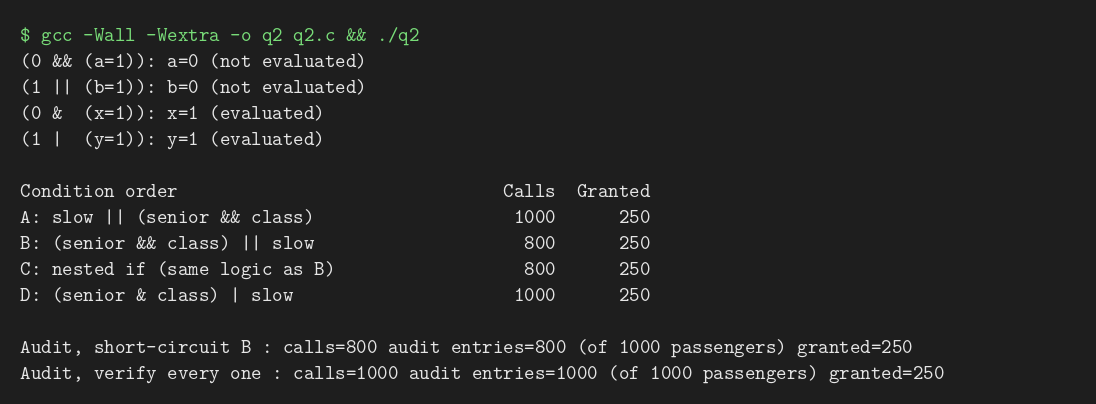 $ gcc -Wall -Wextra -o q2 q2.c && ./q2
(0 && (a=1)): a=0 (not evaluated)
(1 || (b=1)): b=0 (not evaluated)
(0 &  (x=1)): x=1 (evaluated)
(1 |  (y=1)): y=1 (evaluated)
Condition order                               Calls  Granted
A: slow || (senior && class)                   1000      250
B: (senior && class) || slow                    800      250
C: nested if (same logic as B)                  800      250
D: (senior & class) | slow                     1000      250
Audit, short-circuit B : calls=800 audit entries=800 (of 1000 passengers) granted=250
Audit, verify every one : calls=1000 audit entries=1000 (of 1000 passengers) granted=250